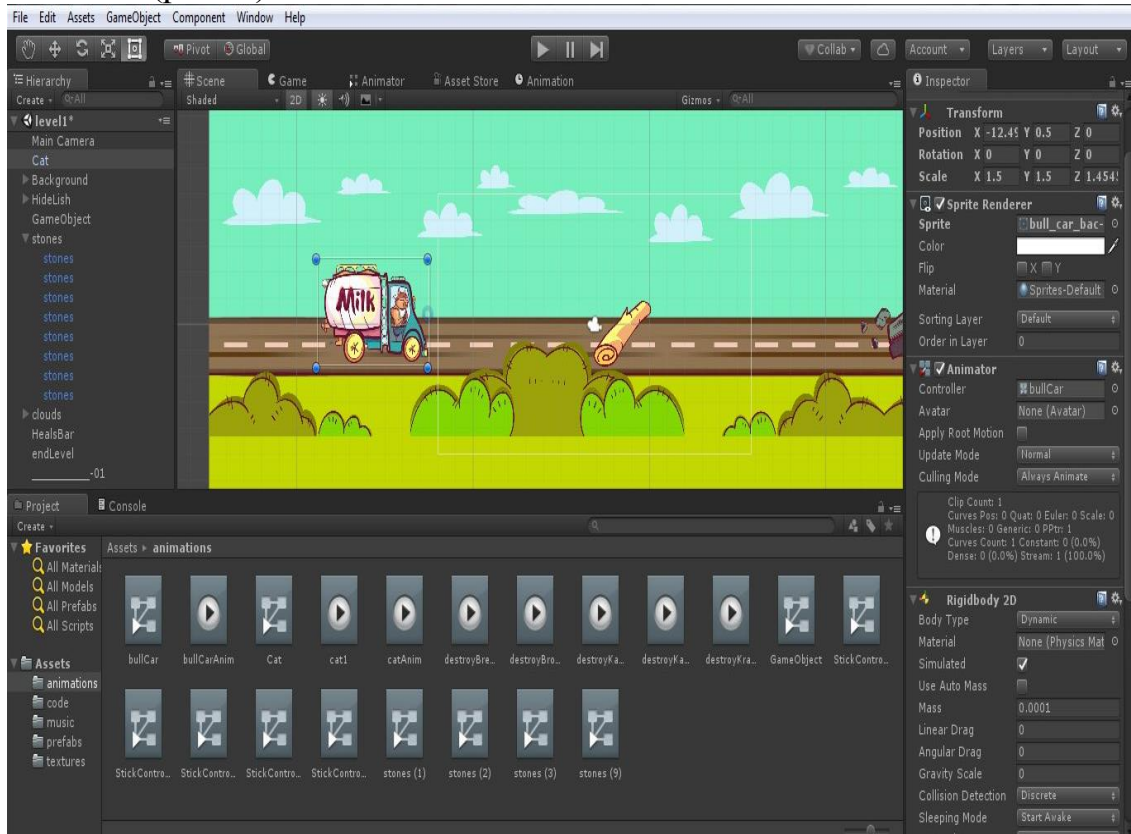 File Edit Assets GameObject Component Window Help
Pivot Global
Collab Account Layers Layout
Hierarchy
Create All
level1*
Main Camera
Cat
Background
HideLish
GameObject
stones
stones
stones
stones
stones
stones
stones
stones
stones
clouds
HealsBar
endLevel
-01
Scene Game Animator Asset Store Animation
Shaded 2D Gizmos All
Milk
Inspector
Transform
Position X -12.49 Y 0.5 Z 0
Rotation X 0 Y 0 Z 0
Scale X 1.5 Y 1.5 Z 1.454
Sprite Renderer
Sprite bull_car_bac-
Color
Flip X Y
Material Sprites-Default
Sorting Layer Default
Order in Layer 0
Animator
Controller bullCar
Avatar None (Avatar)
Apply Root Motion
Update Mode Normal
Culling Mode Always Animate
Clip Count: 1
Curves Pos: 0 Quat: 0 Euler: 0 Scale: 0
Muscles: 0 Generic: 0 PPtr: 1
Curves Count: 1 Constant: 0 (0.0%)
Dense: 0 (0.0%) Stream: 1 (100.0%)
Rigidbody 2D
Body Type Dynamic
Material None (Physics Mat
Simulated
Use Auto Mass
Mass 0.0001
Linear Drag 0
Angular Drag 0
Gravity Scale 0
Collision Detection Discrete
Sleeping Mode Start Awake
Project Console
Create
Favorites
All Materials
All Models
All Prefabs
All Scripts
Assets
animations
code
music
prefabs
textures
Assets animations
bullCar bullCarAnim Cat cat1 catAnim destroyBre... destroyBro... destroyKa... destroyKa... destroyKra... GameObject StickContro...
StickContro... StickContro... StickContro... StickContro... stones (1) stones (2) stones (3) stones (9)